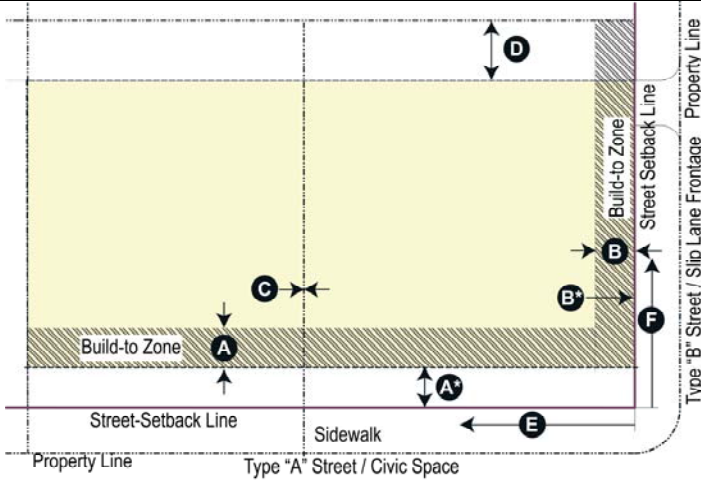 D
Property Line
Build-to Zone
Street Setback Line
B
C
B*
F
Build-to Zone
A
A*
Type "B" Street / Slip Lane Frontage
Street-Setback Line
E
Sidewalk
Property Line
Type "A" Street / Civic Space